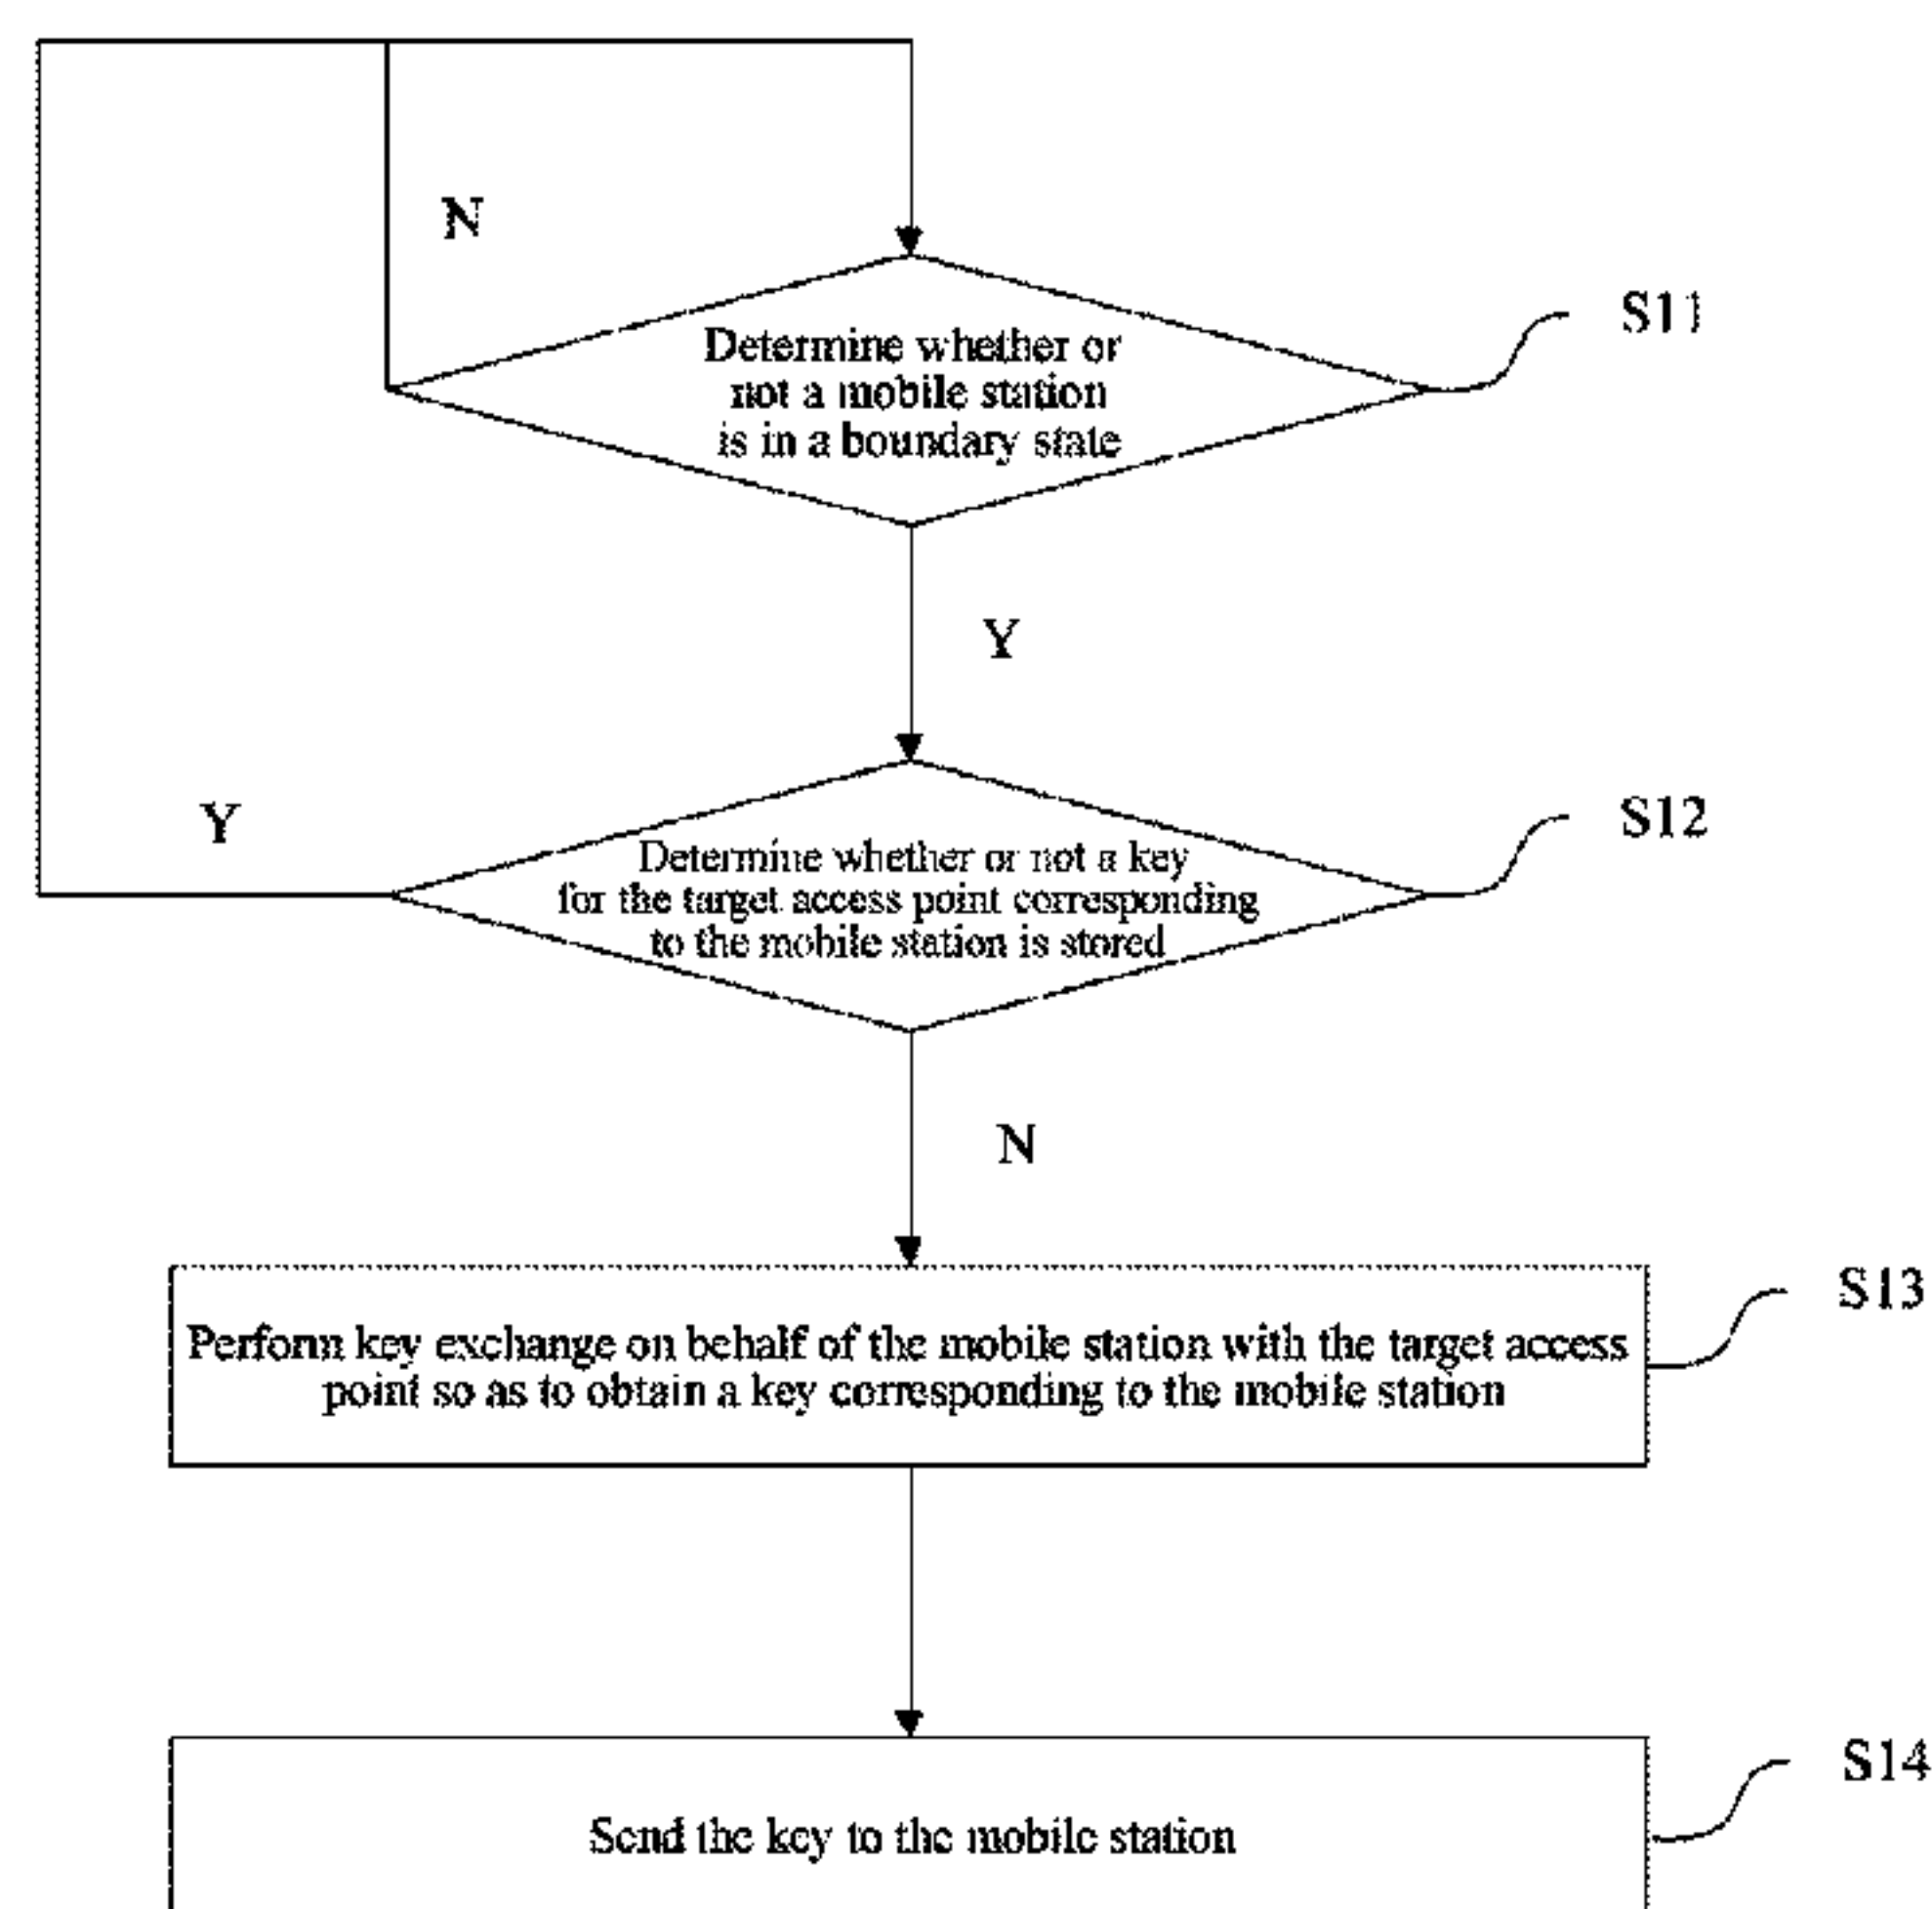 N
Determine whether or
not a mobile station
is in a boundary state
S11
Y
Y
Determine whether or not a key
for the target access point corresponding
to the mobile station is stored
S12
N
Perform key exchange on behalf of the mobile station with the target access
point so as to obtain a key corresponding to the mobile station
S13
Send the key to the mobile station
S14